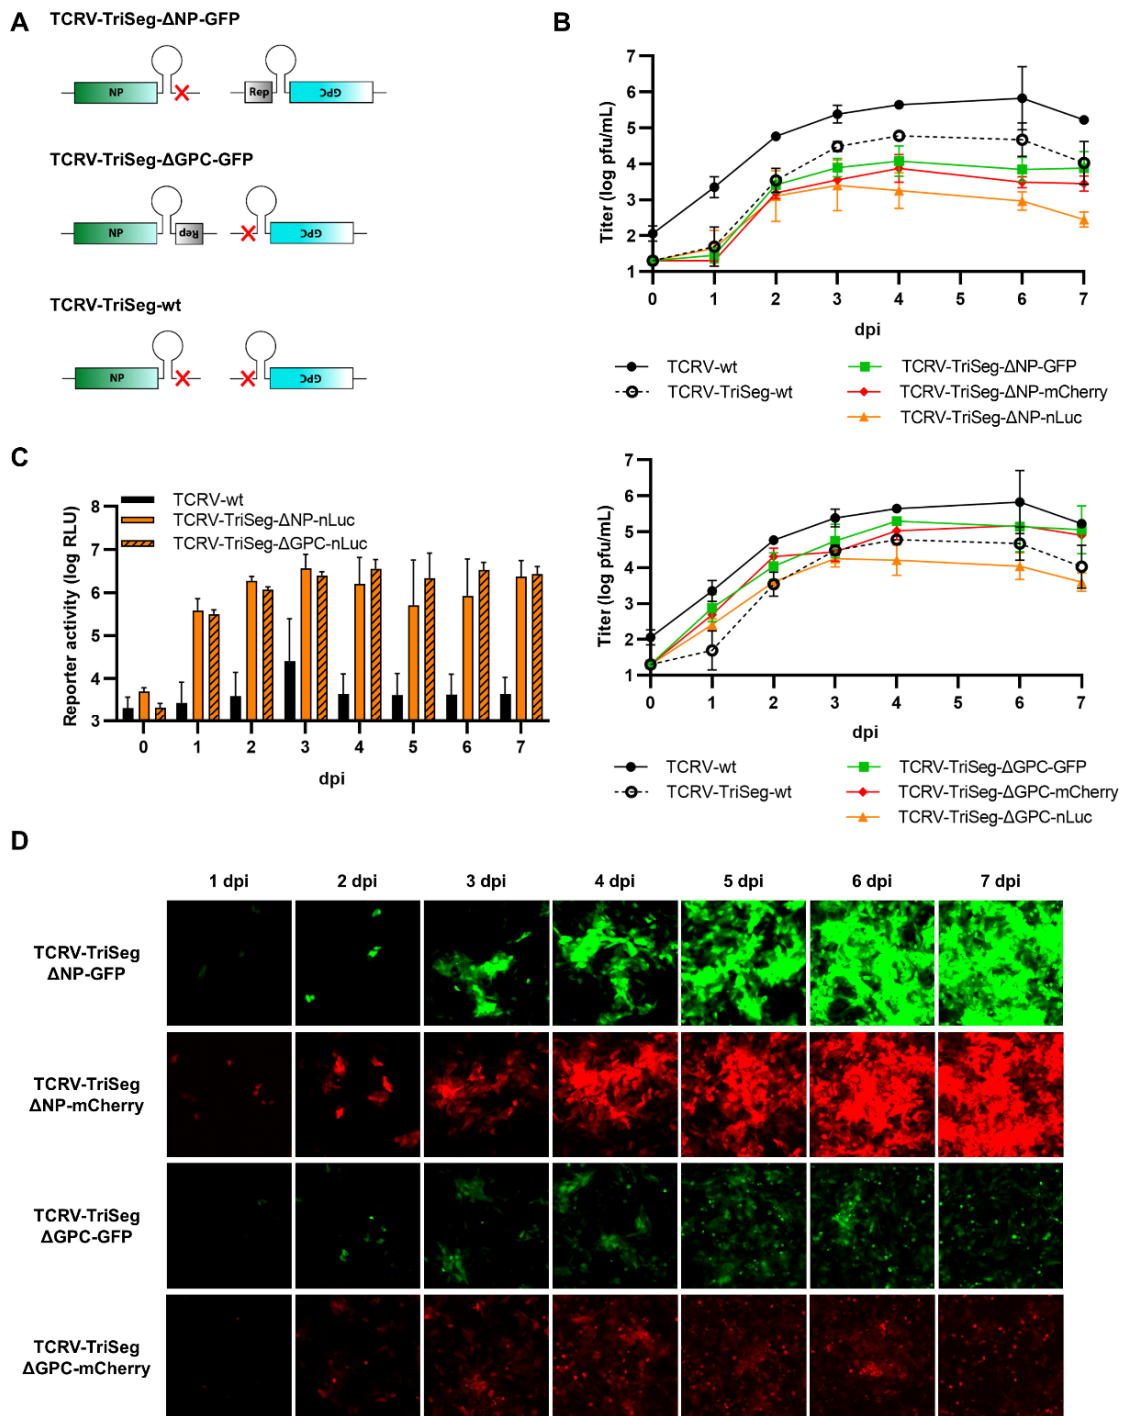 A
TCRV-TriSeg-ΔNP-GFP
NP
Rep
GPC
TCRV-TriSeg-ΔGPC-GFP
NP
Rep
GPC
TCRV-TriSeg-wt
NP
GPC
B
Titer (log pfu/mL)
7
6
5
4
3
2
1
0 1 2 3 4 5 6 7
dpi
TCRV-wt
TCRV-TriSeg-wt
TCRV-TriSeg-ΔNP-GFP
TCRV-TriSeg-ΔNP-mCherry
TCRV-TriSeg-ΔNP-nLuc
Titer (log pfu/mL)
7
6
5
4
3
2
1
0 1 2 3 4 5 6 7
dpi
TCRV-wt
TCRV-TriSeg-wt
TCRV-TriSeg-ΔGPC-GFP
TCRV-TriSeg-ΔGPC-mCherry
TCRV-TriSeg-ΔGPC-nLuc
C
TCRV-wt
TCRV-TriSeg-ΔNP-nLuc
TCRV-TriSeg-ΔGPC-nLuc
Reporter activity (log RLU)
8
7
6
5
4
3
0 1 2 3 4 5 6 7
dpi
D
1 dpi 2 dpi 3 dpi 4 dpi 5 dpi 6 dpi 7 dpi
TCRV-TriSeg
ΔNP-GFP
TCRV-TriSeg
ΔNP-mCherry
TCRV-TriSeg
ΔGPC-GFP
TCRV-TriSeg
ΔGPC-mCherry